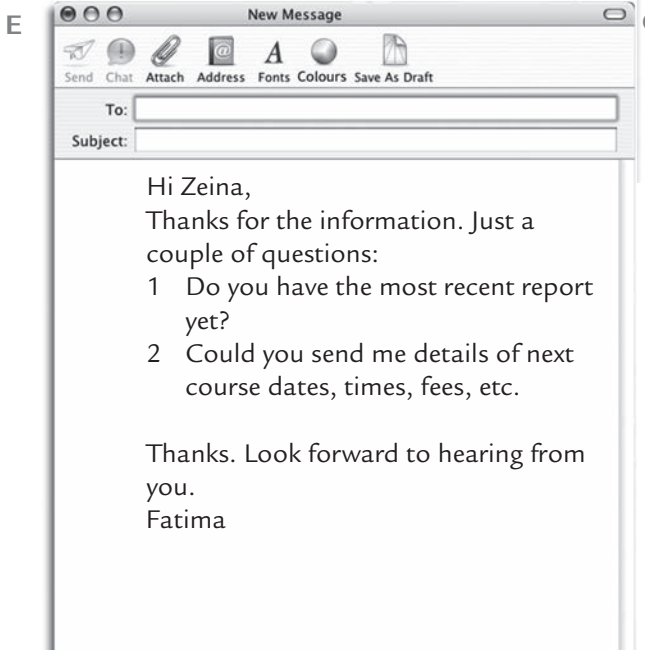 E
New Message
Send Chat Attach Address Fonts Colours Save As Draft
To:
Subject:
Hi Zeina,
Thanks for the information. Just a
couple of questions:
1 Do you have the most recent report
yet?
2 Could you send me details of next
course dates, times, fees, etc.
Thanks. Look forward to hearing from
you.
Fatima